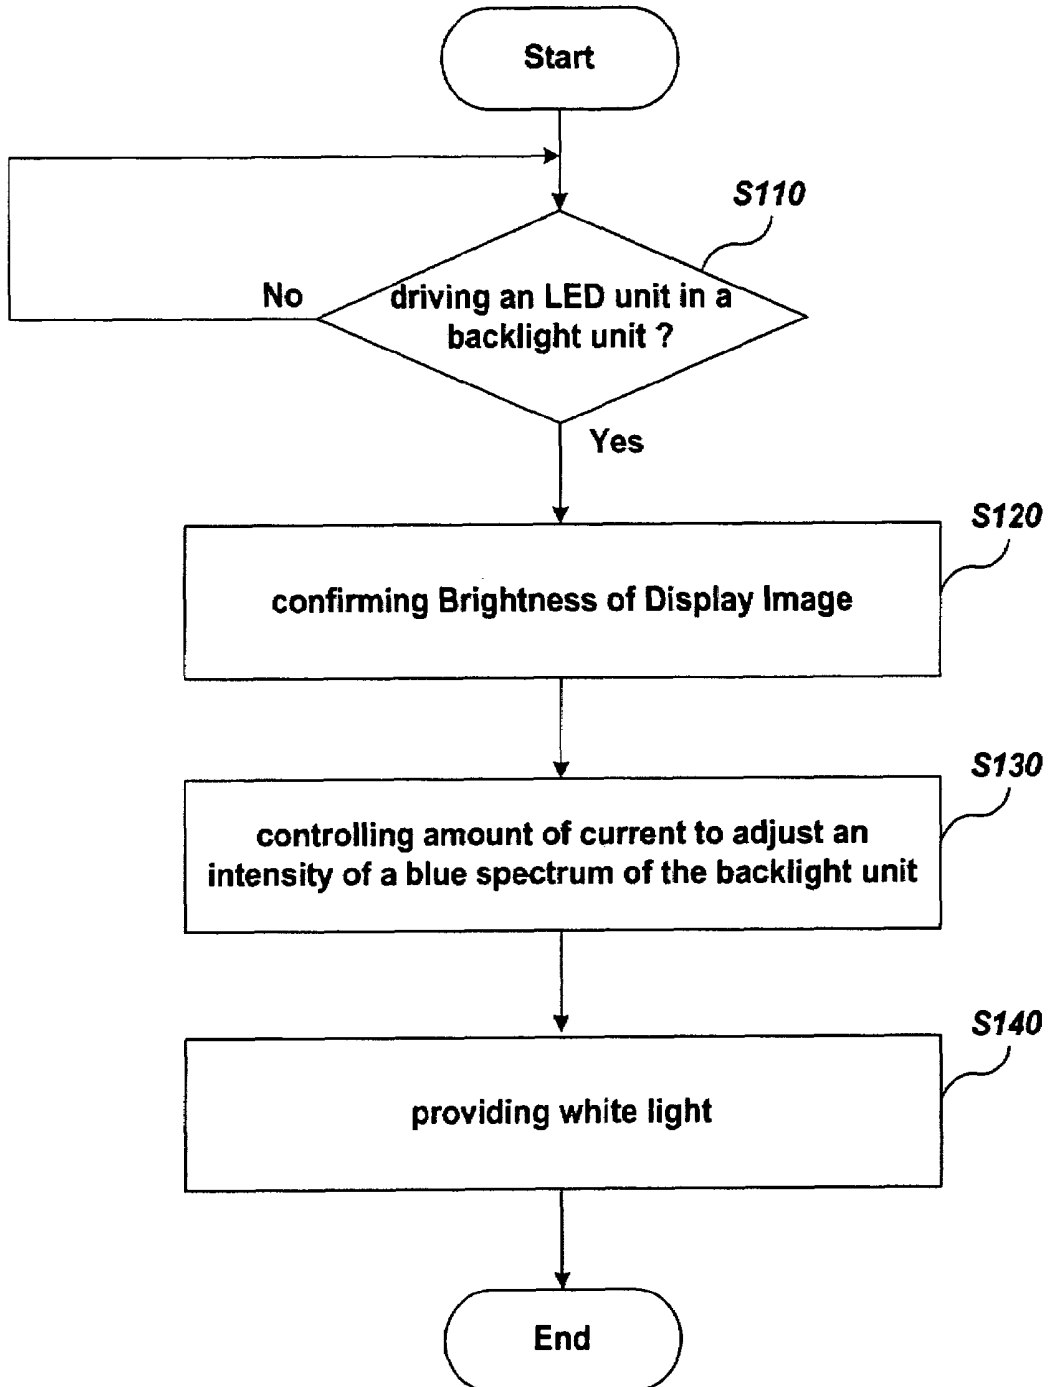 Start
S110
driving an LED unit in a
backlight unit ?
No
Yes
S120
confirming Brightness of Display Image
S130
controlling amount of current to adjust an
intensity of a blue spectrum of the backlight unit
S140
providing white light
End